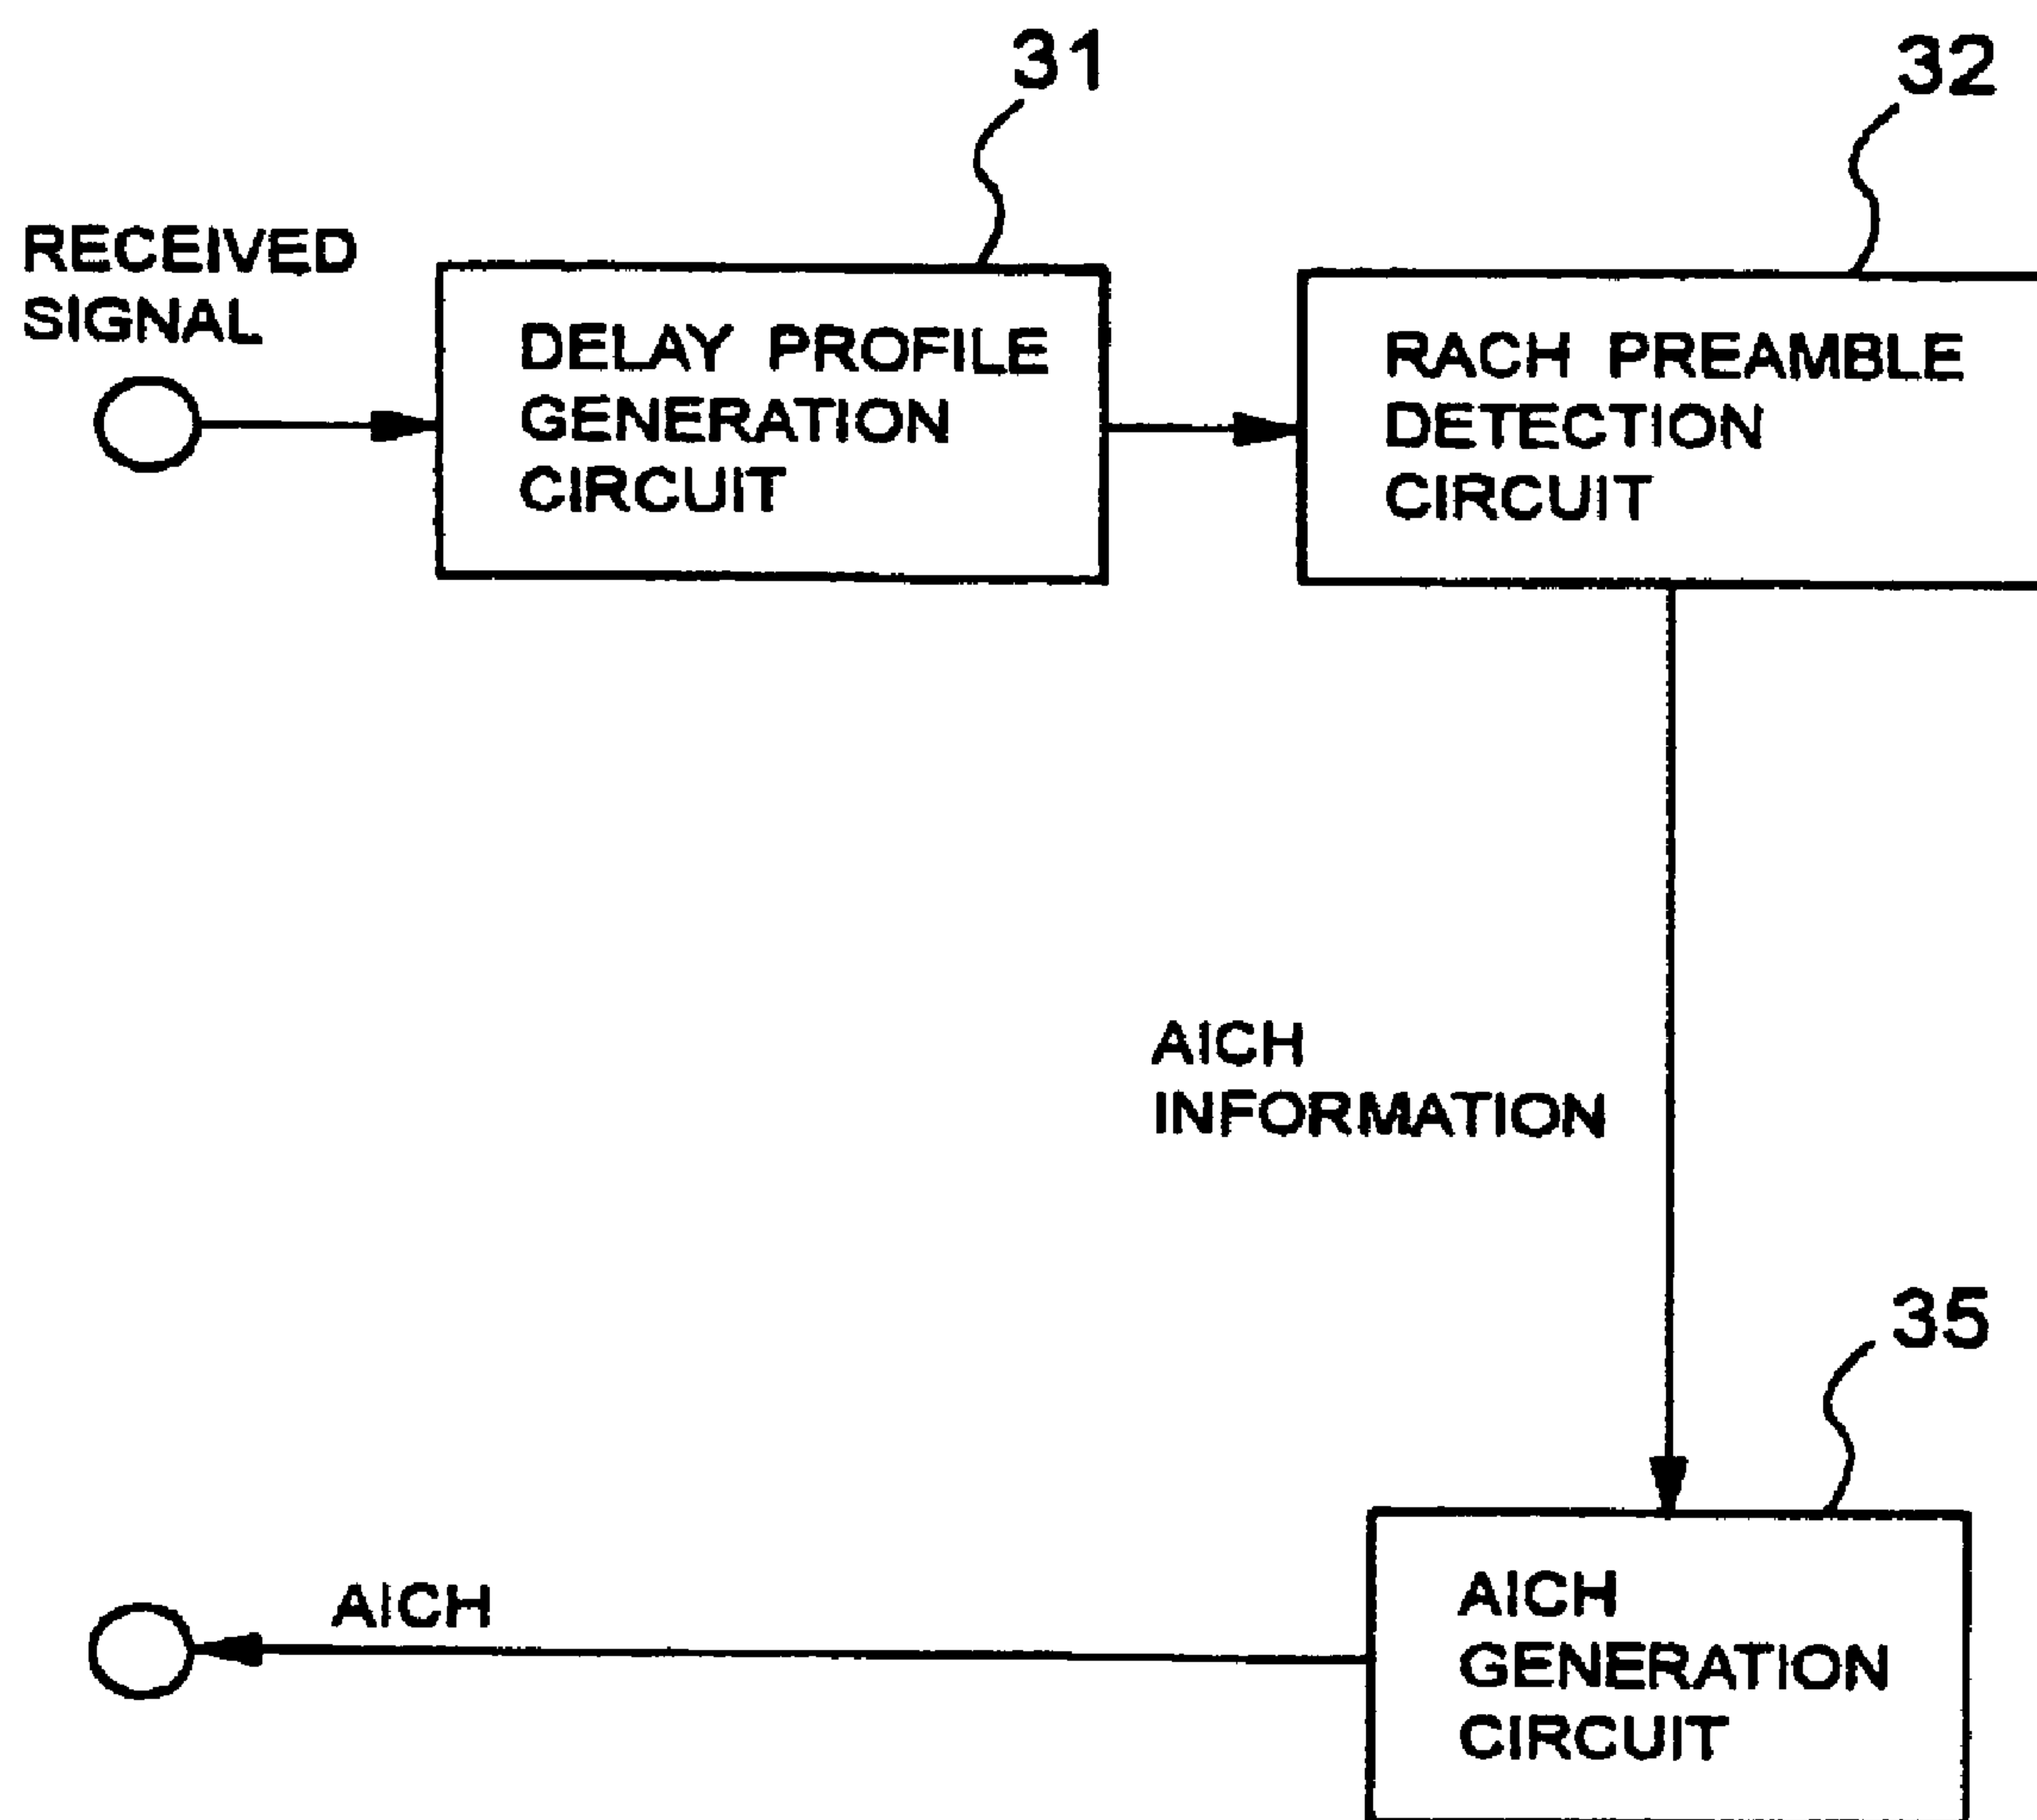 31
32
RECEIVED
SIGNAL
DELAY PROFILE
GENERATION
CIRCUIT
RACH PREAMBLE
DETECTION
CIRCUIT
AICH
INFORMATION
35
AICH
AICH
GENERATION
CIRCUIT